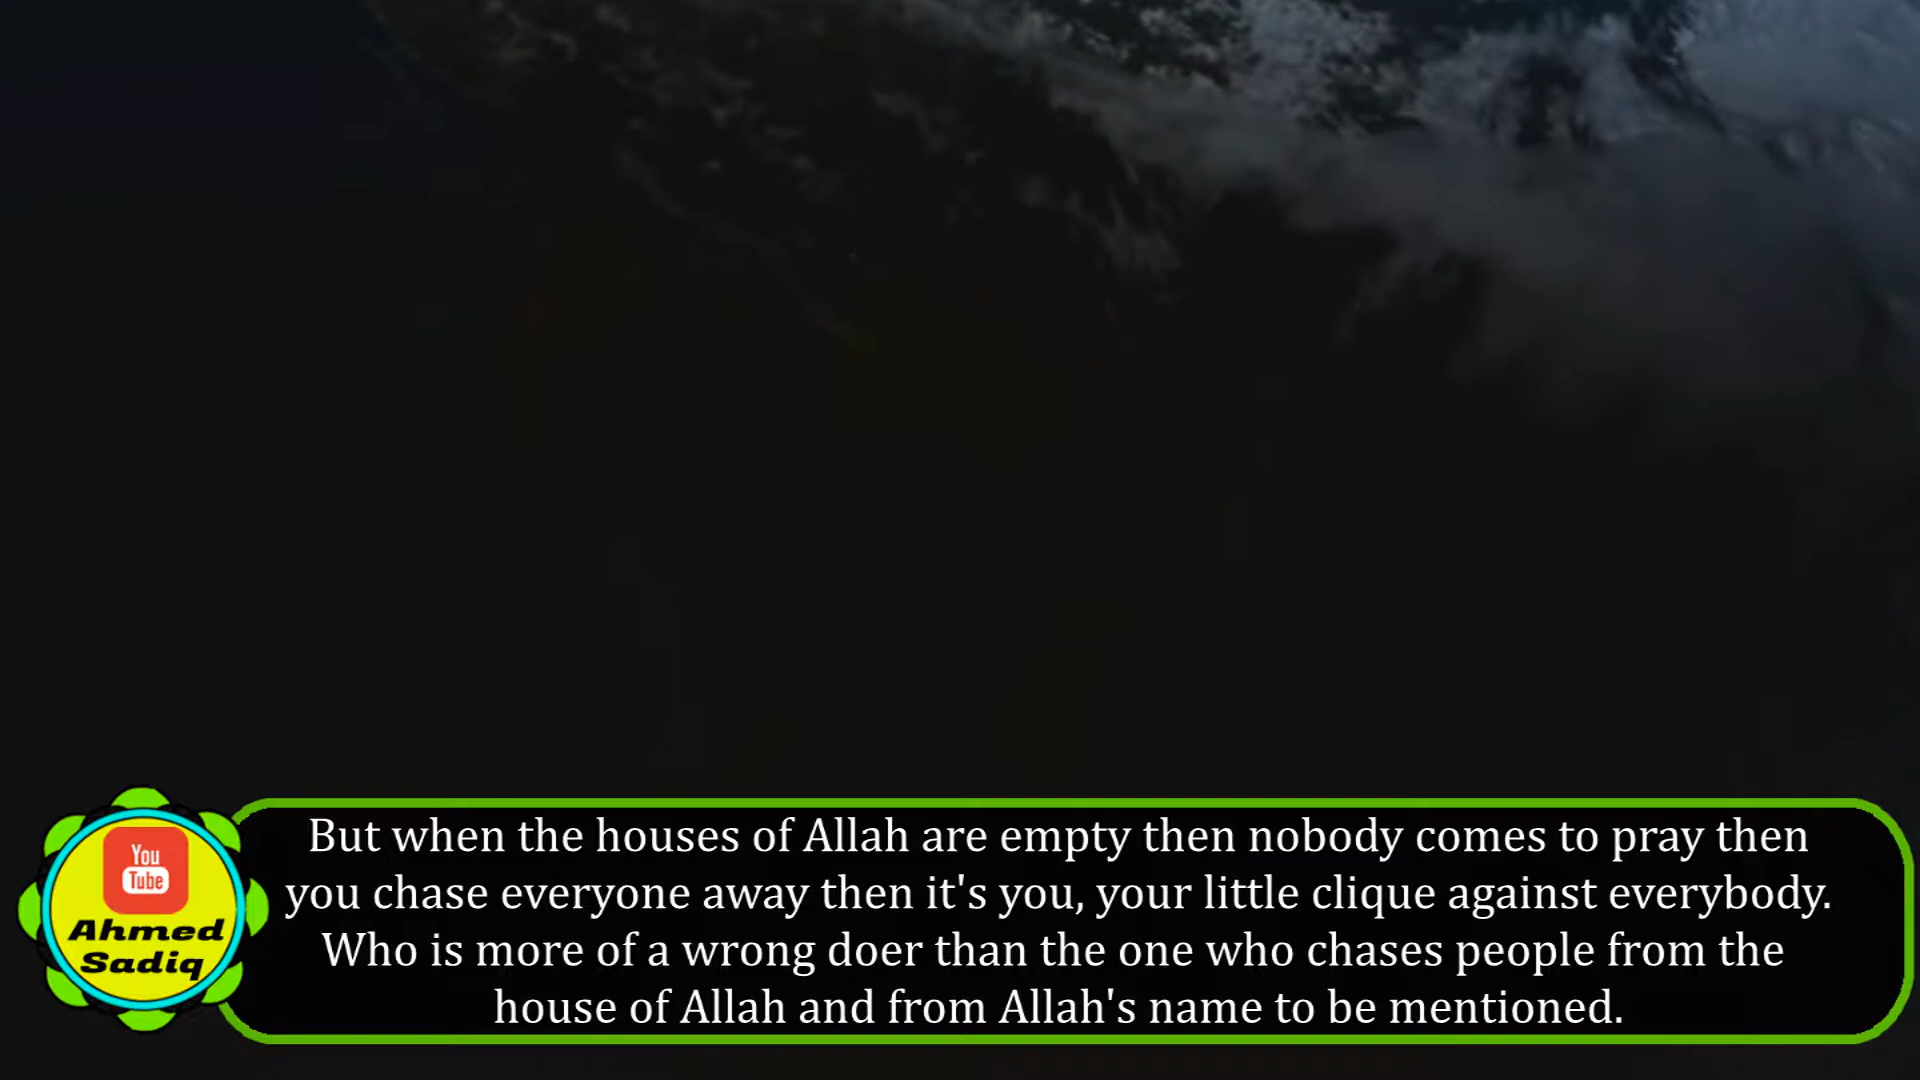 You
Tube
Ahmed
Sadiq
But when the houses of Allah are empty then nobody comes to pray then
you chase everyone away then it's you, your little clique against everybody.
Who is more of a wrong doer than the one who chases people from the
house of Allah and from Allah's name to be mentioned.